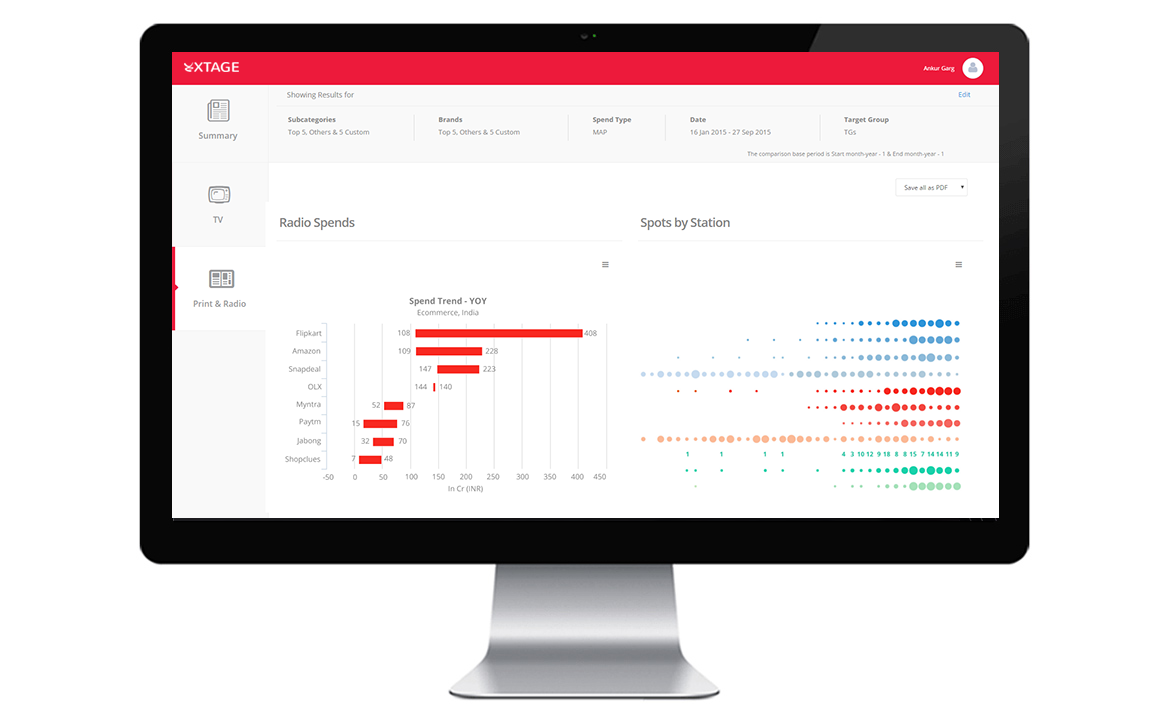 XTAGE
Ankur Garg
Showing Results for
Edit
Subcategories
Top 5, Others & 5 Custom
Brands
Top 5, Others & 5 Custom
Spend Type
MAP
Date
16 Jan 2015 - 27 Sep 2015
Target Group
TGs
The comparison base period is Start month-year - 1 & End month-year - 1
Summary
TV
Print & Radio
Save all as PDF
Radio Spends
Spend Trend - YOY
Ecommerce, India
Flipkart 108 408
Amazon 109 228
Snapdeal 147 223
OLX 144 140
Myntra 52 87
Paytm 15 76
Jabong 32 70
Shopclues 7 48
-50 0 50 100 150 200 250 300 350 400 450
In Cr (INR)
Spots by Station
1 1 1 1 4 3 10 12 9 18 8 8 15 7 14 14 11 9